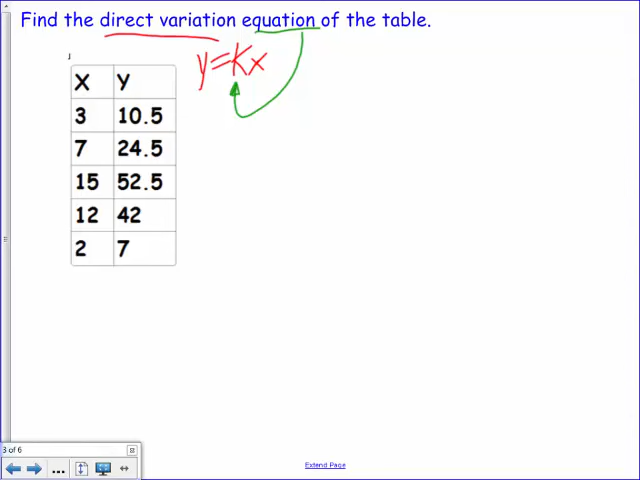 Find the direct variation equation of the table.
y=Kx
X Y
3 10.5
7 24.5
15 52.5
12 42
2 7
3 of 6
...
Extend Page